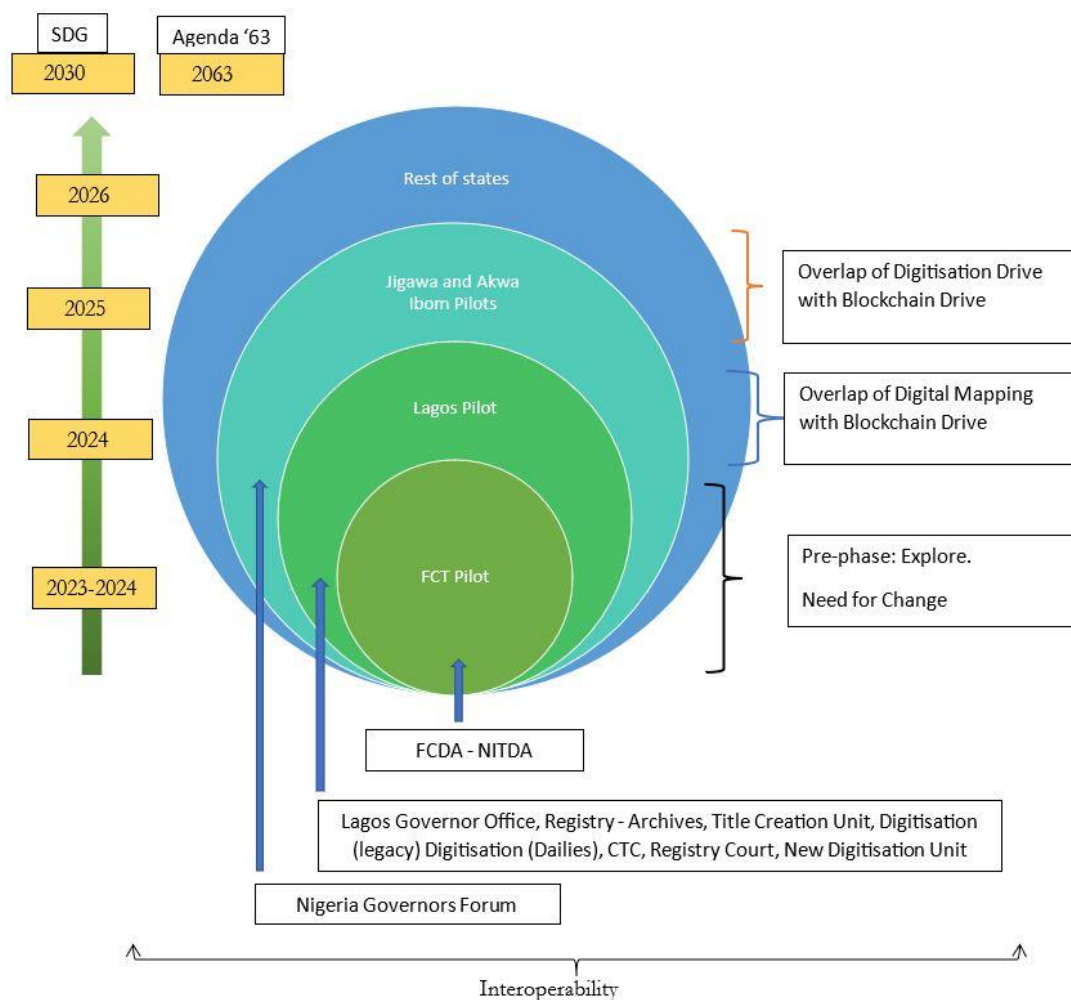 SDG
Agenda ‘63
2030
2063
2026
Rest of states
2025
Jigawa and Akwa
Ibom Pilots
Overlap of Digitisation Drive
with Blockchain Drive
2024
Lagos Pilot
Overlap of Digital Mapping
with Blockchain Drive
2023-2024
FCT Pilot
Pre-phase: Explore.
Need for Change
FCDA - NITDA
Lagos Governor Office, Registry - Archives, Title Creation Unit, Digitisation
(legacy) Digitisation (Dailies), CTC, Registry Court, New Digitisation Unit
Nigeria Governors Forum
Interoperability